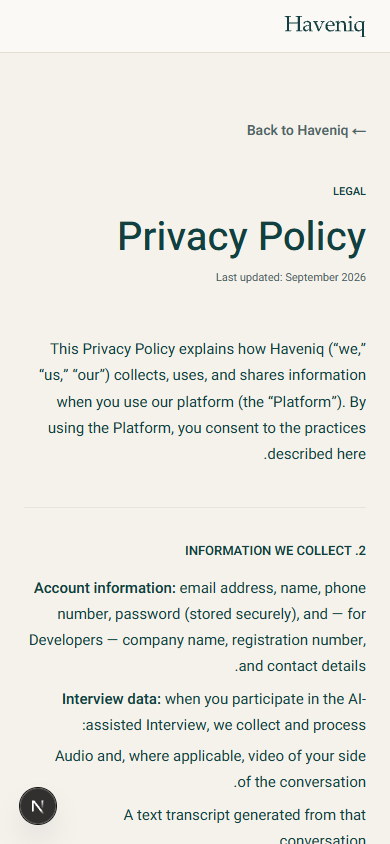 Haveniq
Back to Haveniq ←
LEGAL
Privacy Policy
Last updated: September 2026
This Privacy Policy explains how Haveniq (“we,”
“us,” “our”) collects, uses, and shares information
when you use our platform (the “Platform”). By
using the Platform, you consent to the practices
.described here
INFORMATION WE COLLECT .2
Account information: email address, name, phone
number, password (stored securely), and — for
Developers — company name, registration number,
.and contact details
Interview data: when you participate in the AI-
:assisted Interview, we collect and process
Audio and, where applicable, video of your side
.of the conversation
A text transcript generated from that
conversation
N